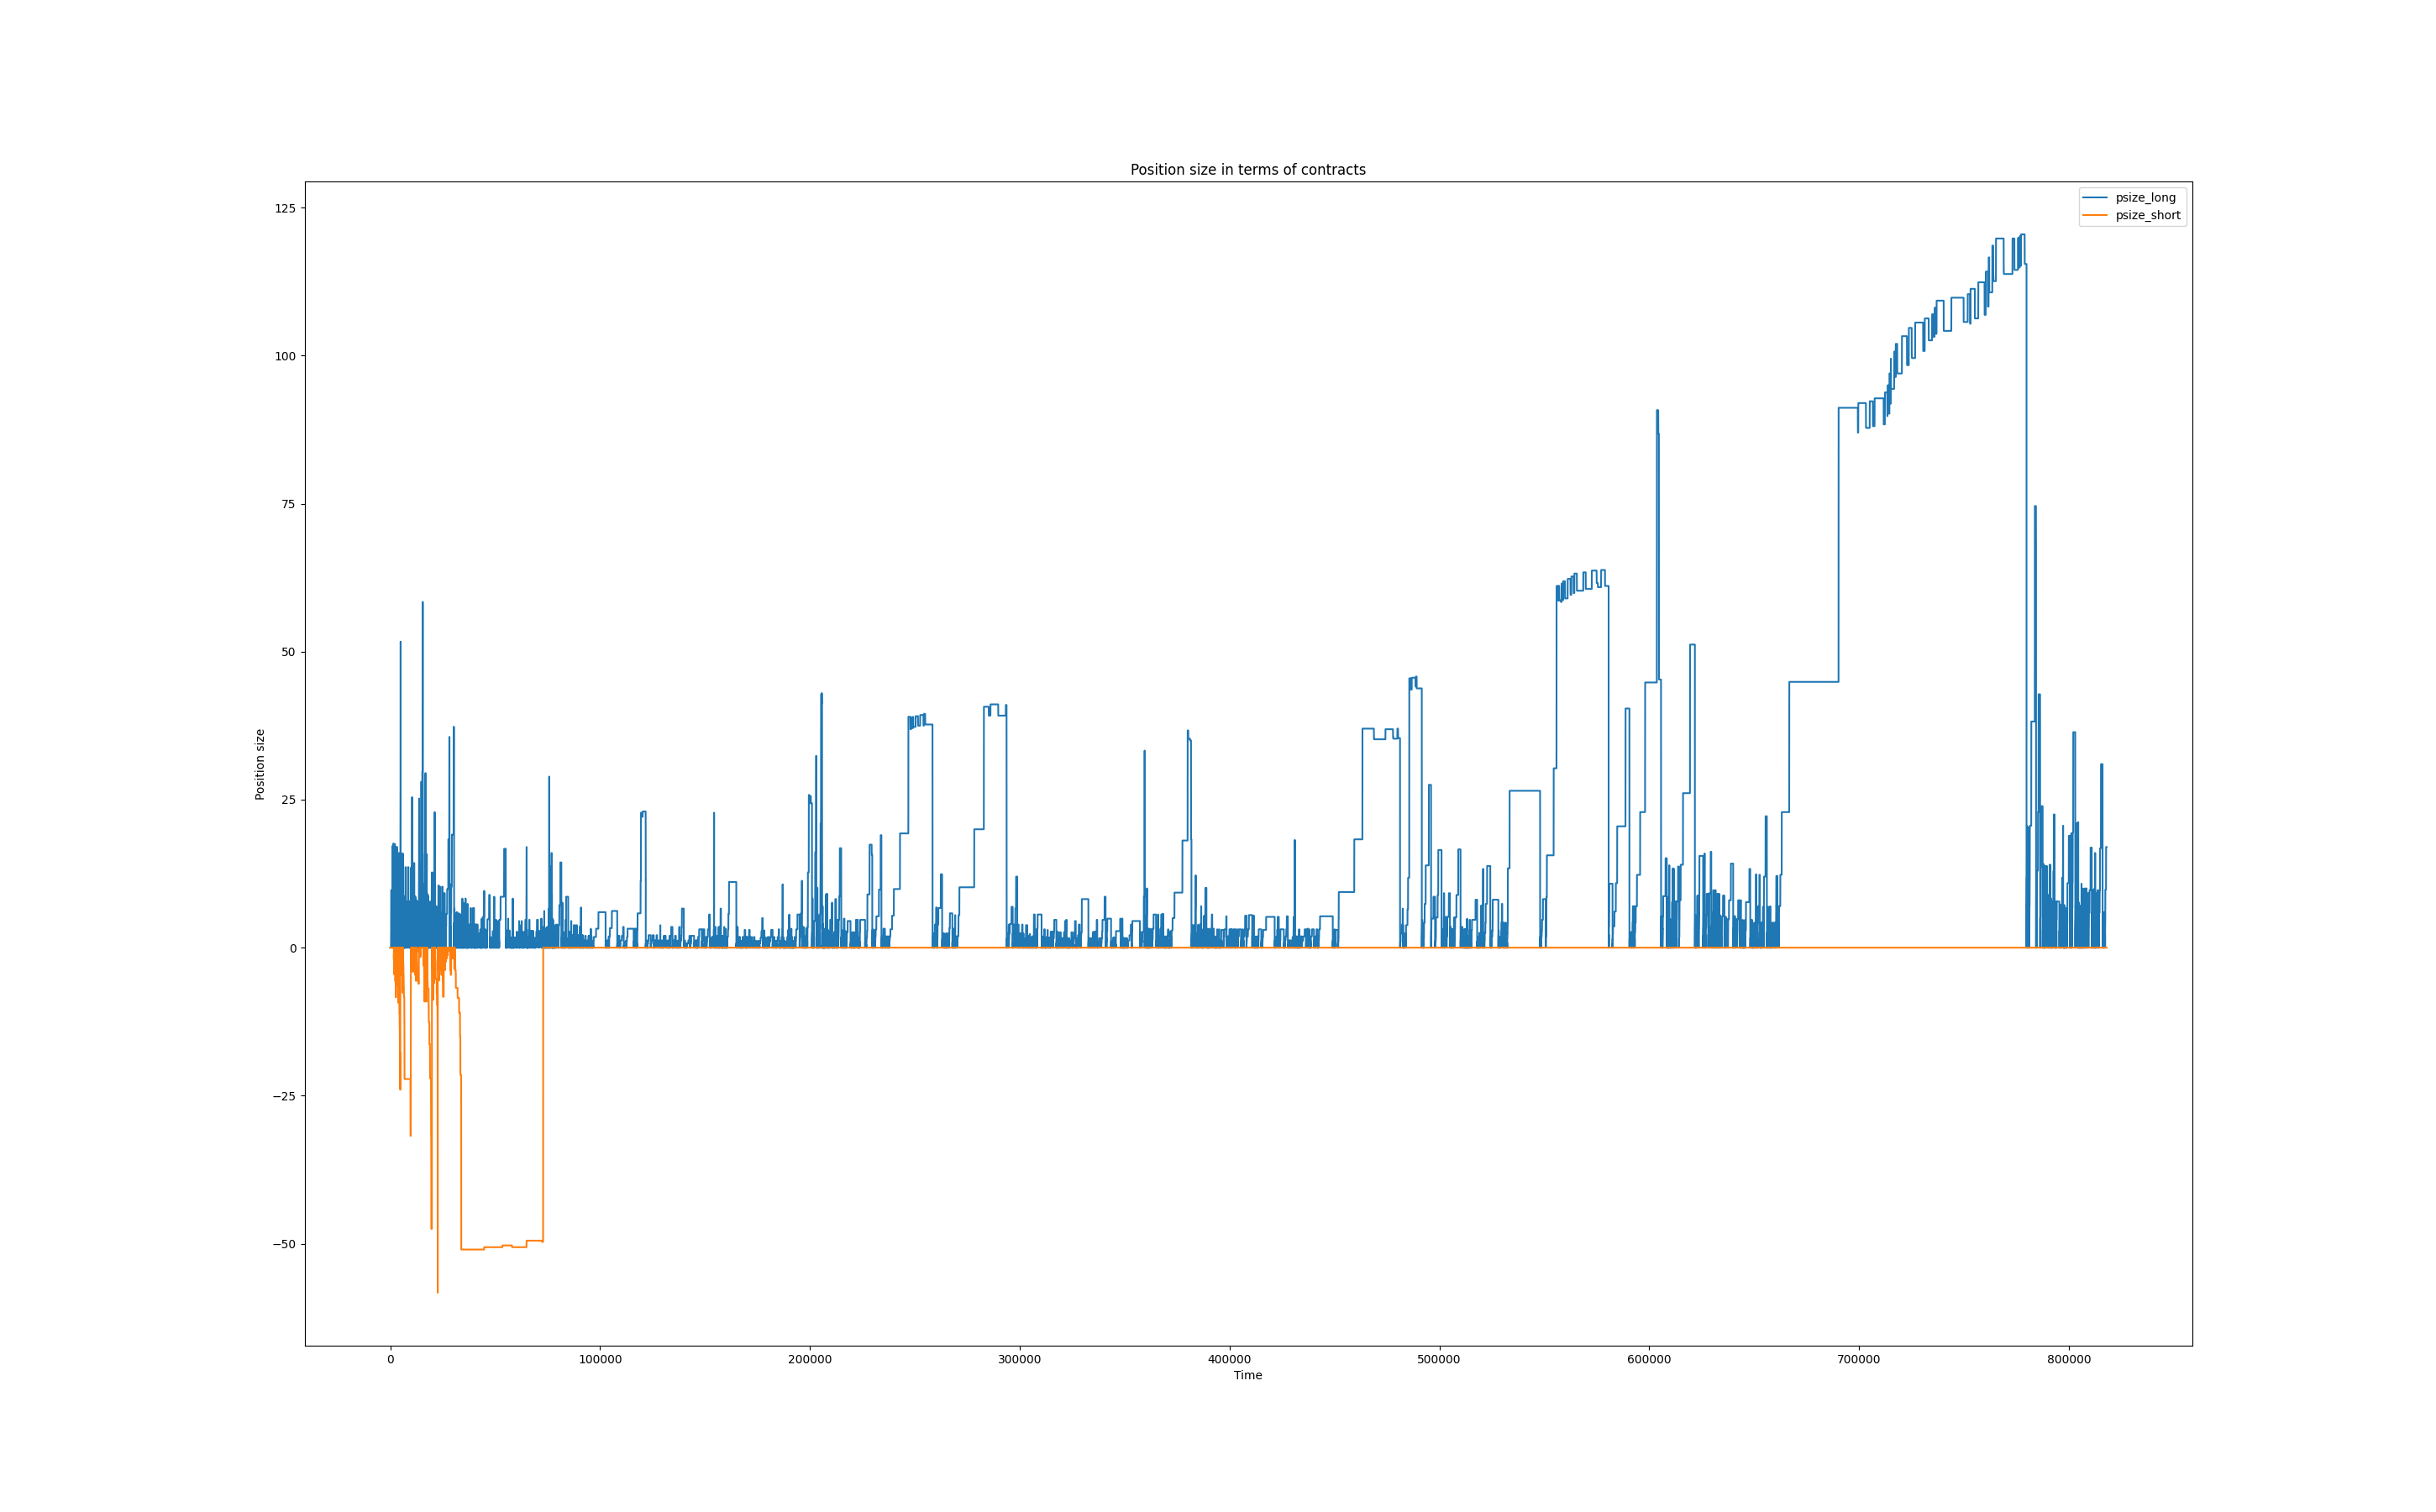 Position size in terms of contracts
psize_long
psize_short
125
100
75
50
25
0
−25
−50
Position size
0 100000 200000 300000 400000 500000 600000 700000 800000
Time